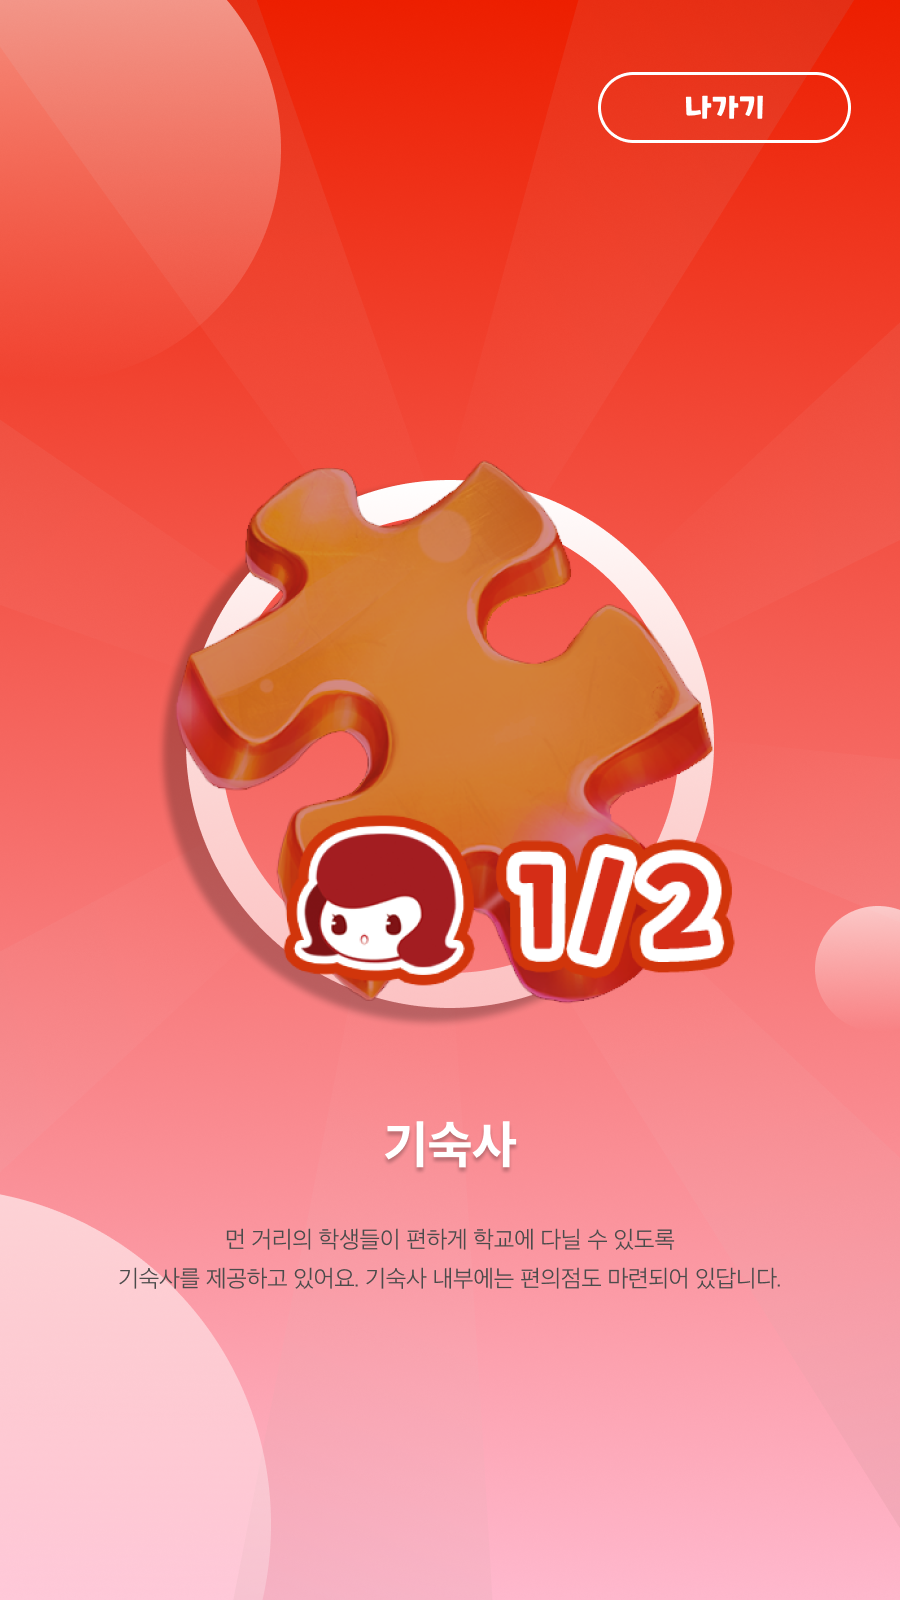 나가기
1/2
기숙사
먼 거리의 학생들이 편하게 학교에 다닐 수 있도록
기숙사를 제공하고 있어요. 기숙사 내부에는 편의점도 마련되어 있답니다.